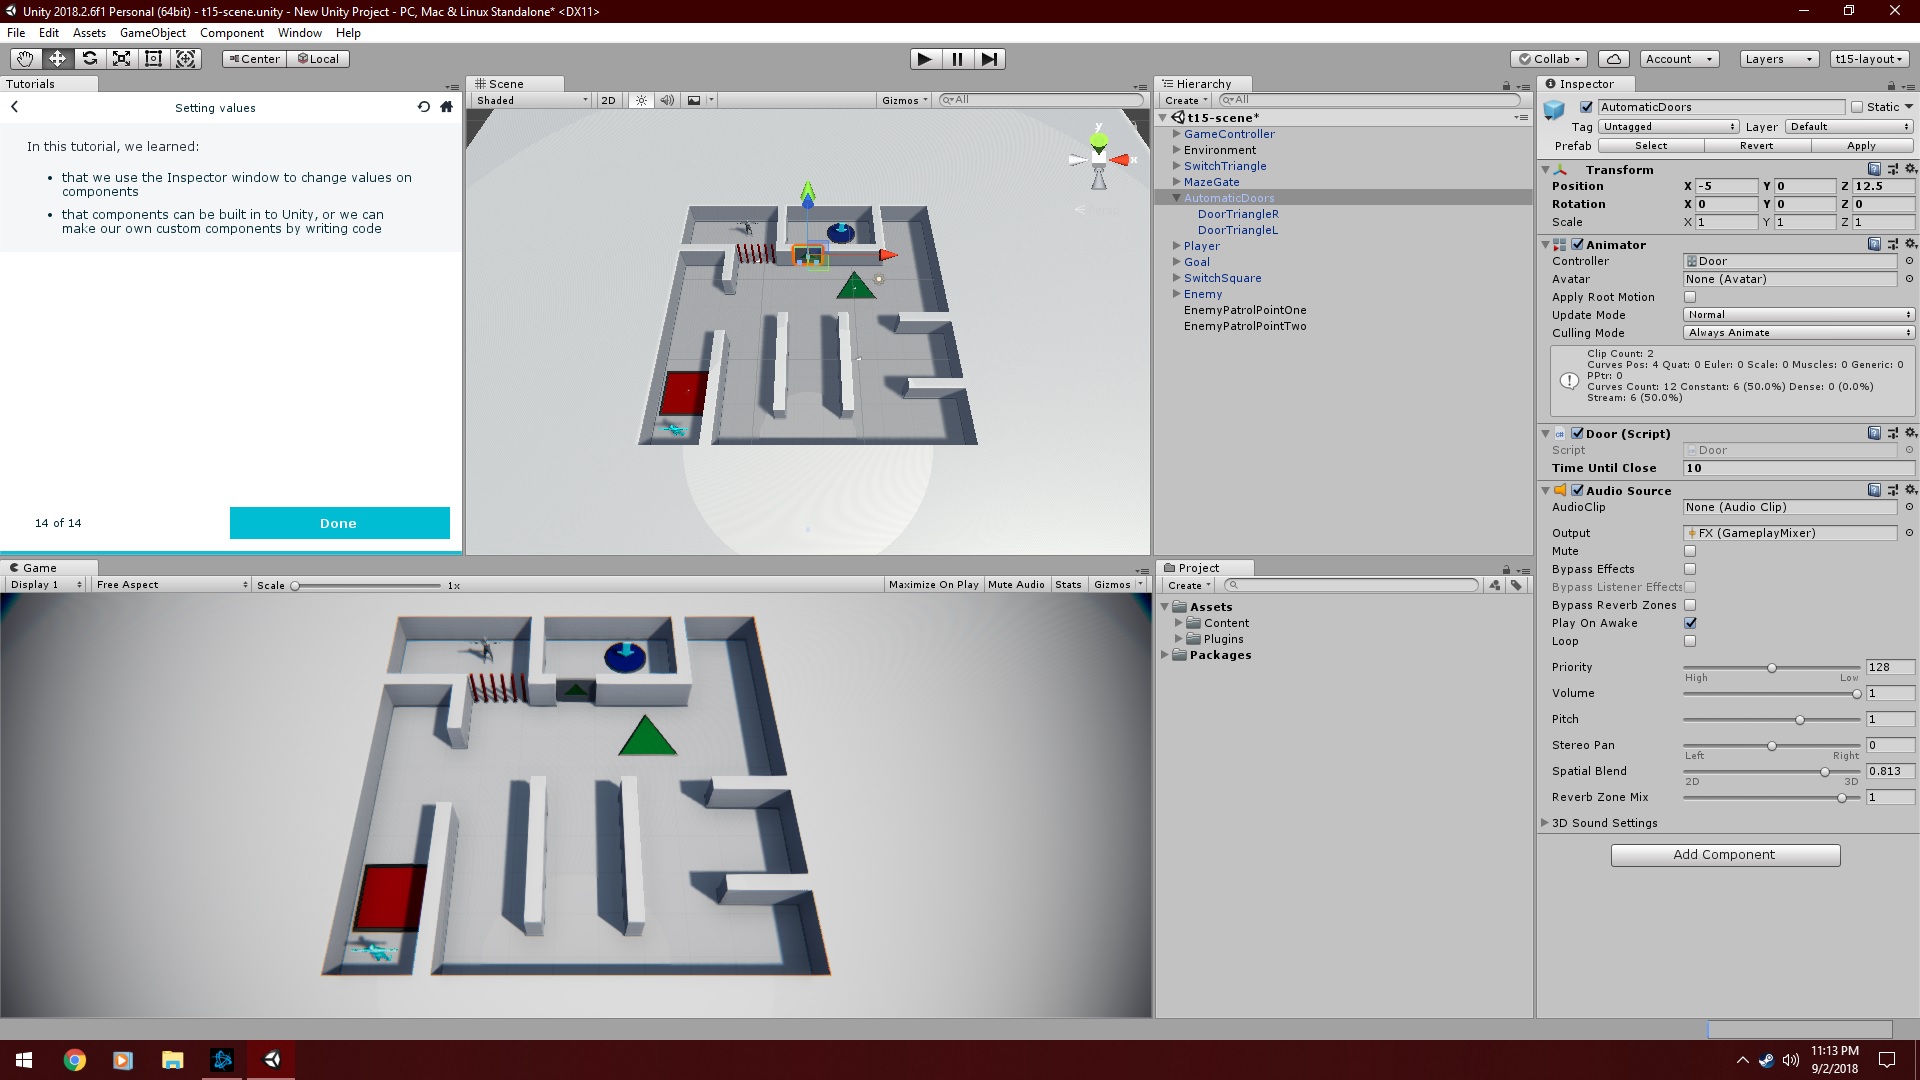 Unity 2018.2.6f1 Personal (64bit) - t15-scene.unity - New Unity Project - PC, Mac & Linux Standalone* <DX11>
File Edit Assets GameObject Component Window Help
Center Local
Collab Account Layers t15-layout
Tutorials
Setting values
In this tutorial, we learned:
• that we use the Inspector window to change values on
components
• that components can be built in to Unity, or we can
make our own custom components by writing code
14 of 14 Done
Scene
Shaded 2D Gizmos All
y
x
Persp
Hierarchy
Create All
t15-scene*
GameController
Environment
SwitchTriangle
MazeGate
AutomaticDoors
DoorTriangleR
DoorTriangleL
Player
Goal
SwitchSquare
Enemy
EnemyPatrolPointOne
EnemyPatrolPointTwo
Inspector
AutomaticDoors Static
Tag Untagged Layer Default
Prefab Select Revert Apply
Transform
Position X -5 Y 0 Z 12.5
Rotation X 0 Y 0 Z 0
Scale X 1 Y 1 Z 1
Animator
Controller Door
Avatar None (Avatar)
Apply Root Motion
Update Mode Normal
Culling Mode Always Animate
Clip Count: 2
Curves Pos: 4 Quat: 0 Euler: 0 Scale: 0 Muscles: 0 Generic: 0
PPtr: 0
Curves Count: 12 Constant: 6 (50.0%) Dense: 0 (0.0%)
Stream: 6 (50.0%)
Door (Script)
Script Door
Time Until Close 10
Audio Source
AudioClip None (Audio Clip)
Output FX (GameplayMixer)
Mute
Bypass Effects
Bypass Listener Effects
Bypass Reverb Zones
Play On Awake
Loop
Priority 128
High Low
Volume 1
Pitch 1
Stereo Pan 0
Left Right
Spatial Blend 0.813
2D 3D
Reverb Zone Mix 1
3D Sound Settings
Add Component
Game
Display 1 Free Aspect Scale 1x Maximize On Play Mute Audio Stats Gizmos
Project
Create
Assets
Content
Plugins
Packages
11:13 PM
9/2/2018